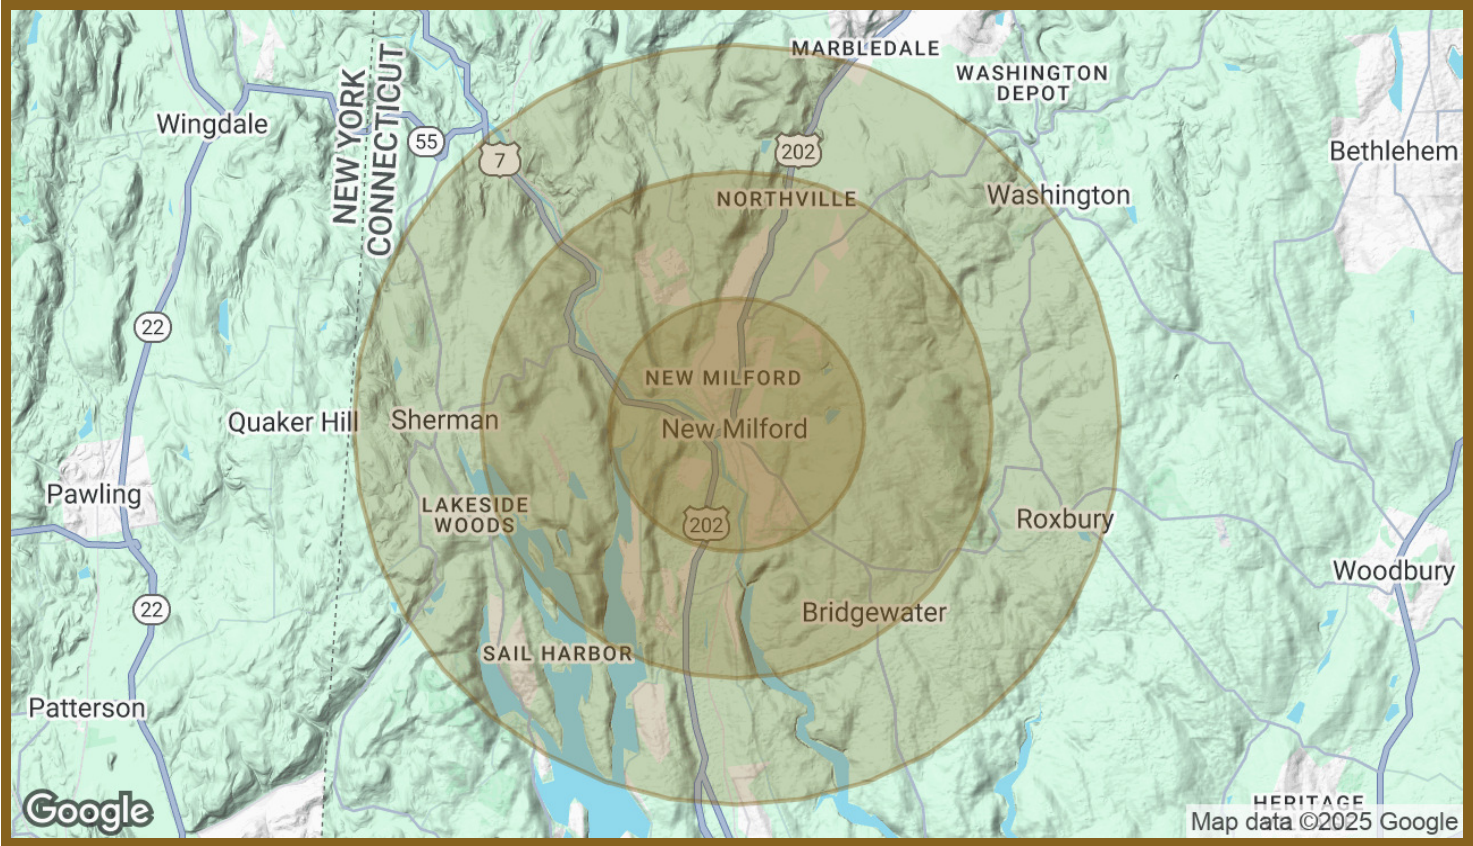 MARBLEDALE
WASHINGTON
DEPOT
Wingdale
NEW YORK
CONNECTICUT
55
7
202
Bethlehem
NORTHVILLE
Washington
22
NEW MILFORD
Quaker Hill
Sherman
New Milford
Pawling
LAKESIDE
WOODS
202
Roxbury
Woodbury
22
Bridgewater
SAIL HARBOR
Patterson
Google
HERITAGE
Map data ©2025 Google